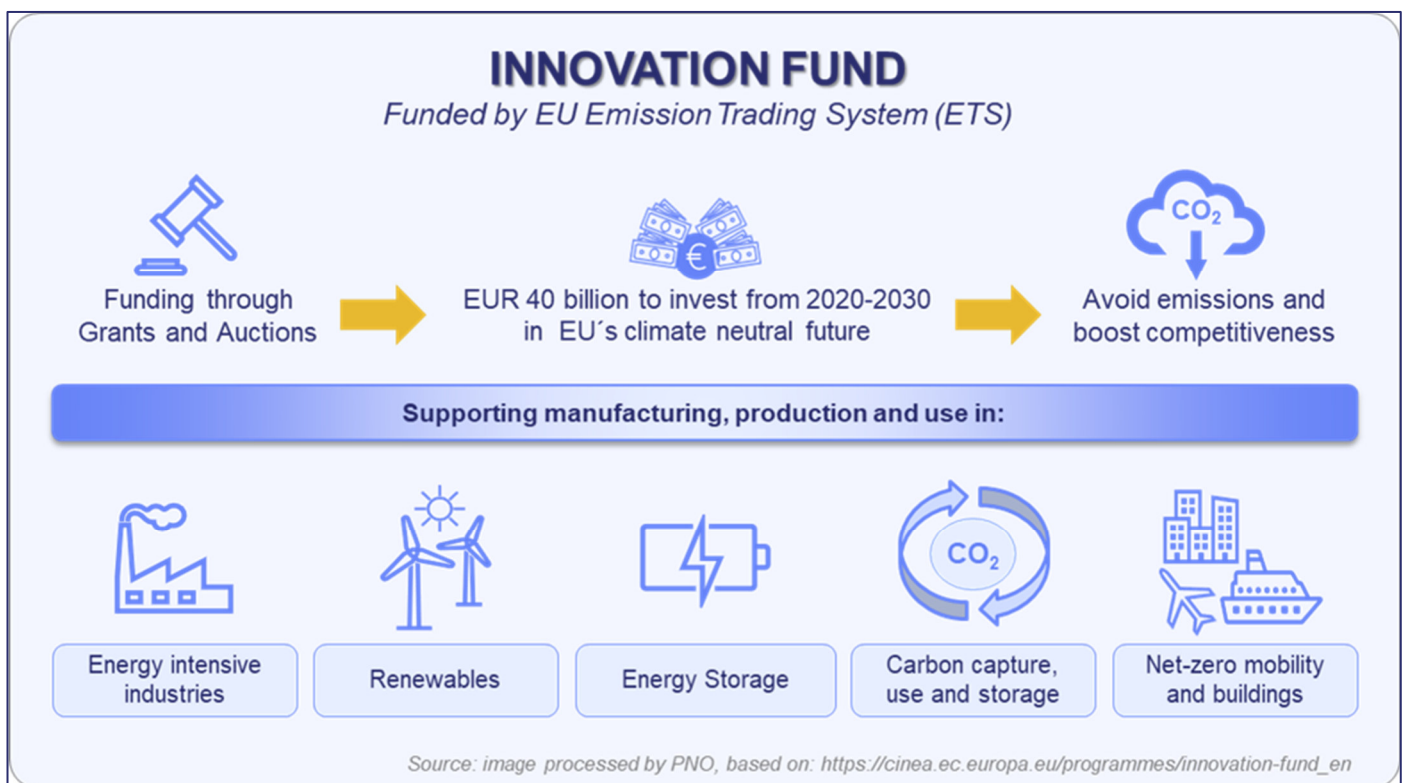 INNOVATION FUND
Funded by EU Emission Trading System (ETS)
Funding through
Grants and Auctions
€
EUR 40 billion to invest from 2020-2030
in EU´s climate neutral future
CO₂
Avoid emissions and
boost competitiveness
Supporting manufacturing, production and use in:
Energy intensive
industries
Renewables
Energy Storage
CO₂
Carbon capture,
use and storage
Net-zero mobility
and buildings
Source: image processed by PNO, based on: https://cinea.ec.europa.eu/programmes/innovation-fund_en